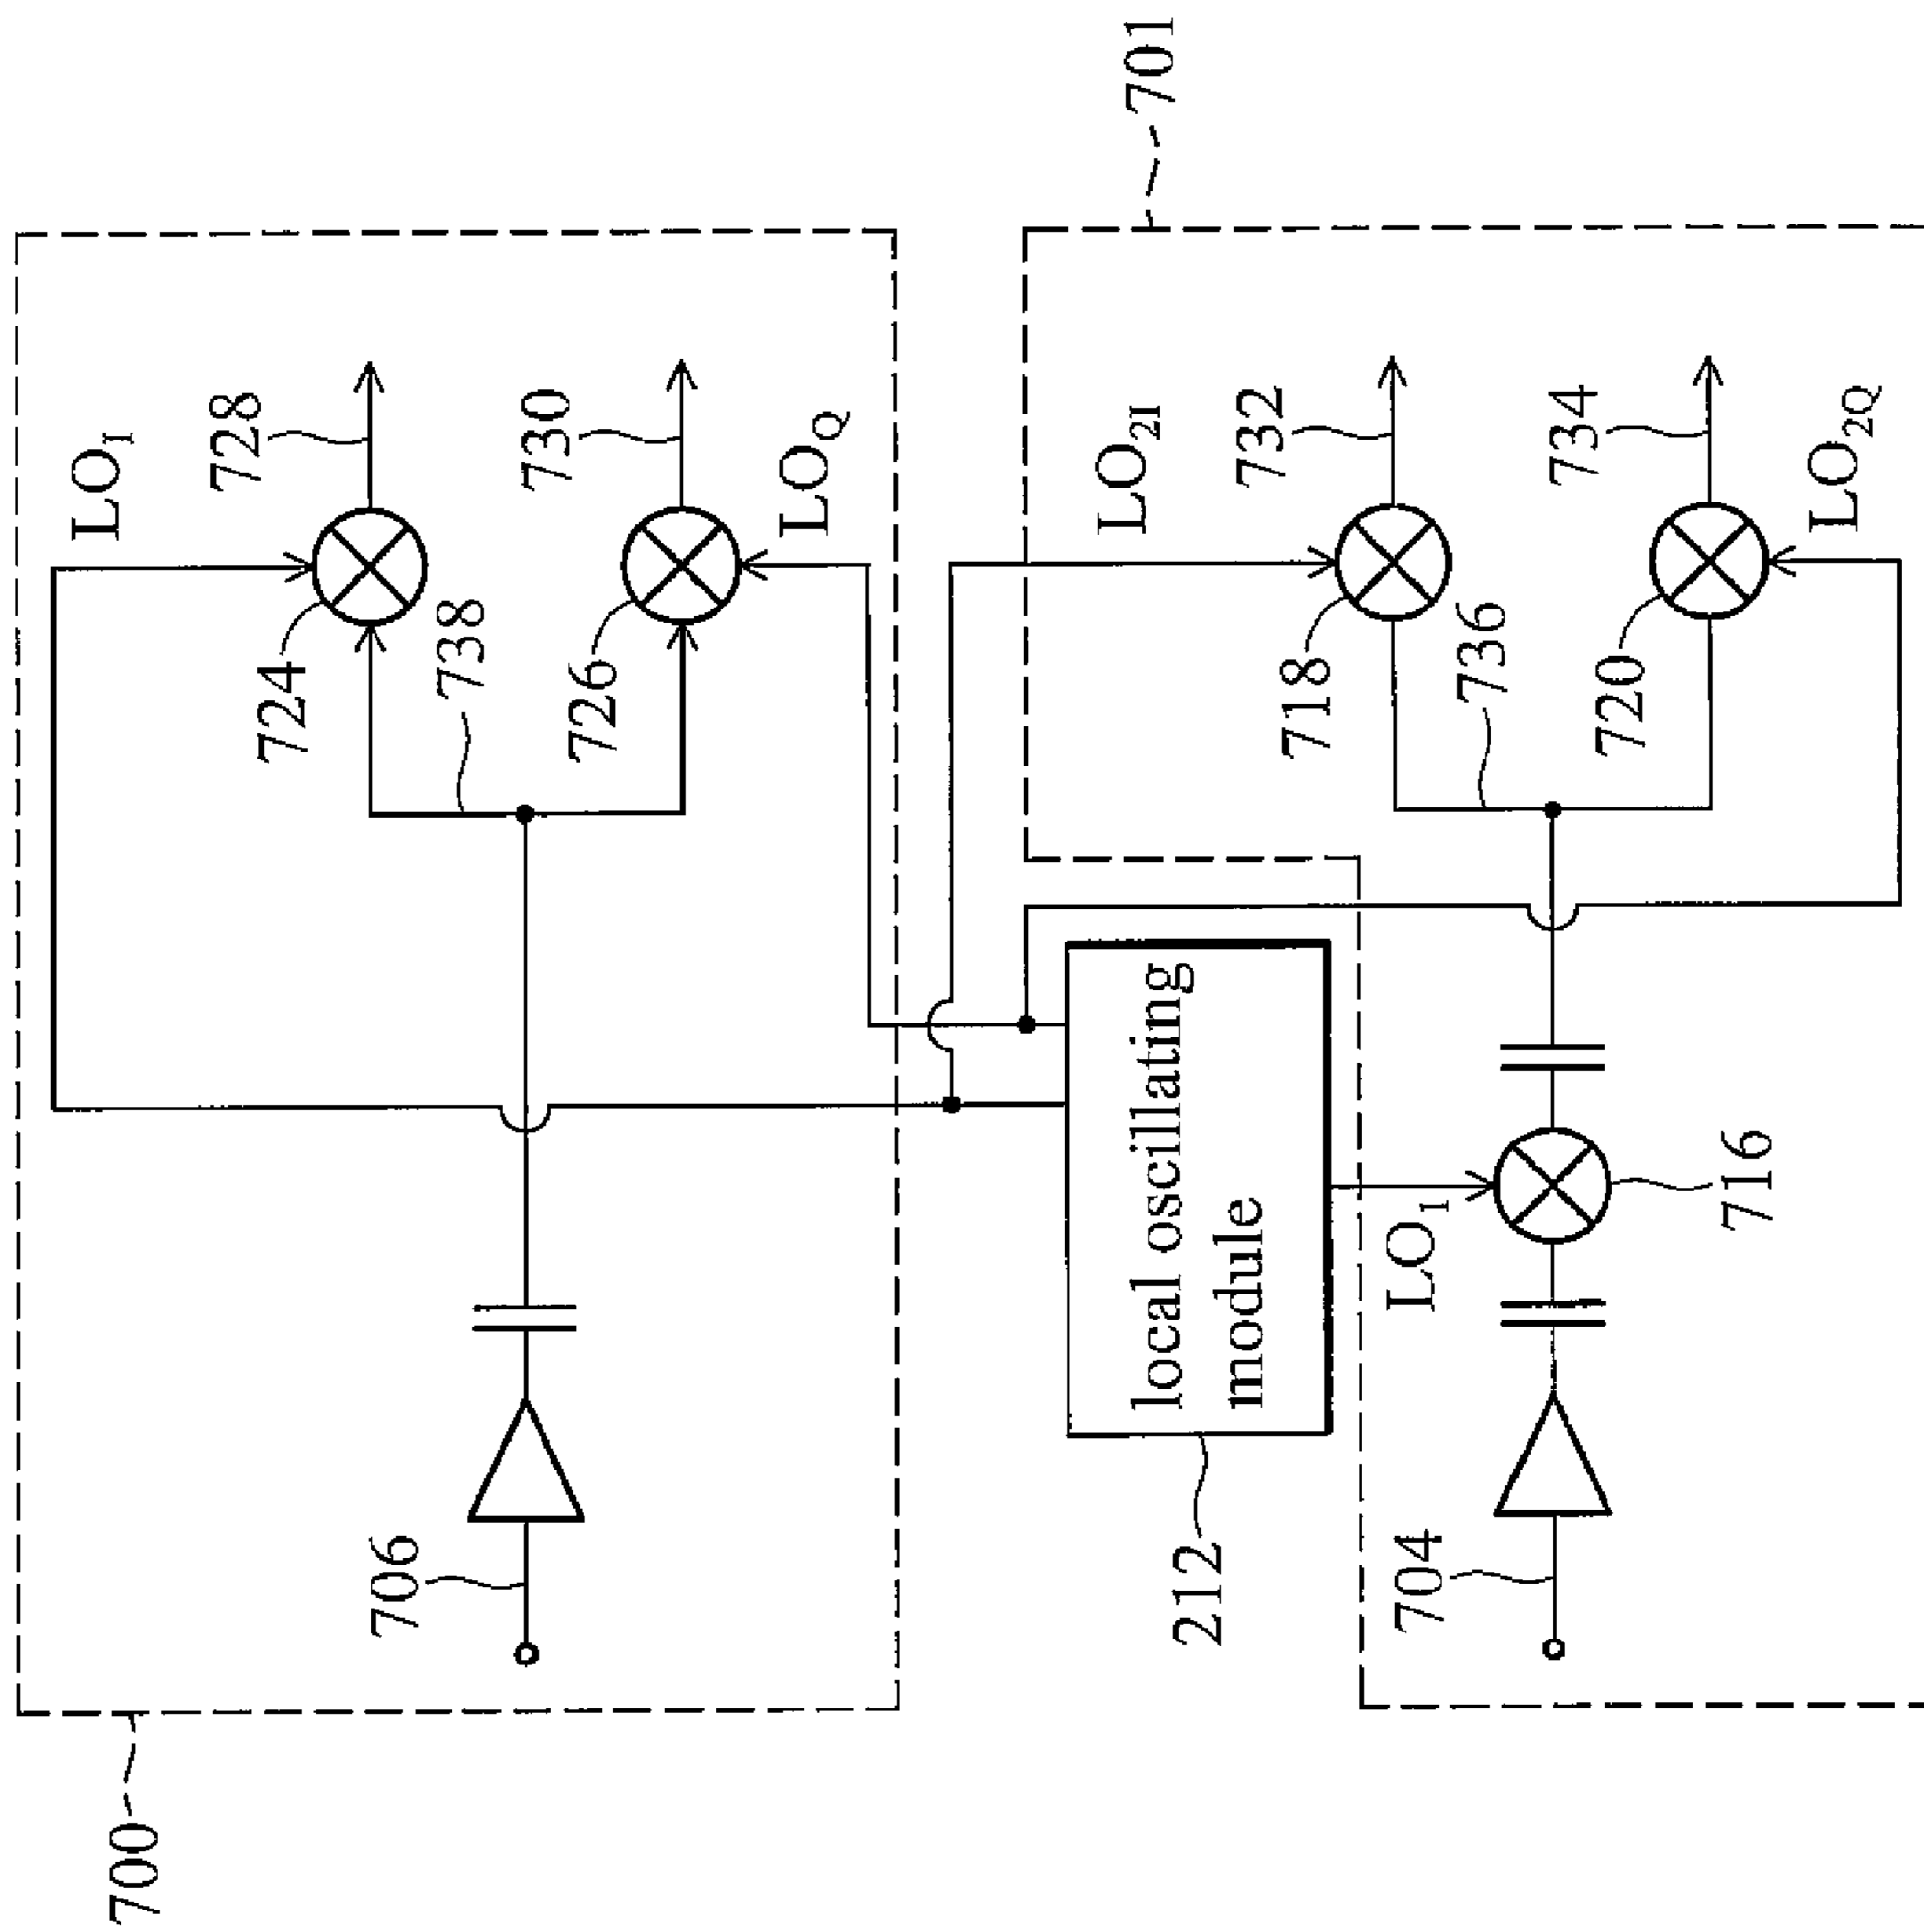 700
701
LO_I
728
724
738
730
726
LO_Q
706
LO_2I
732
718
736
734
720
LO_2Q
local oscillating
module
212
LO_1
716
704